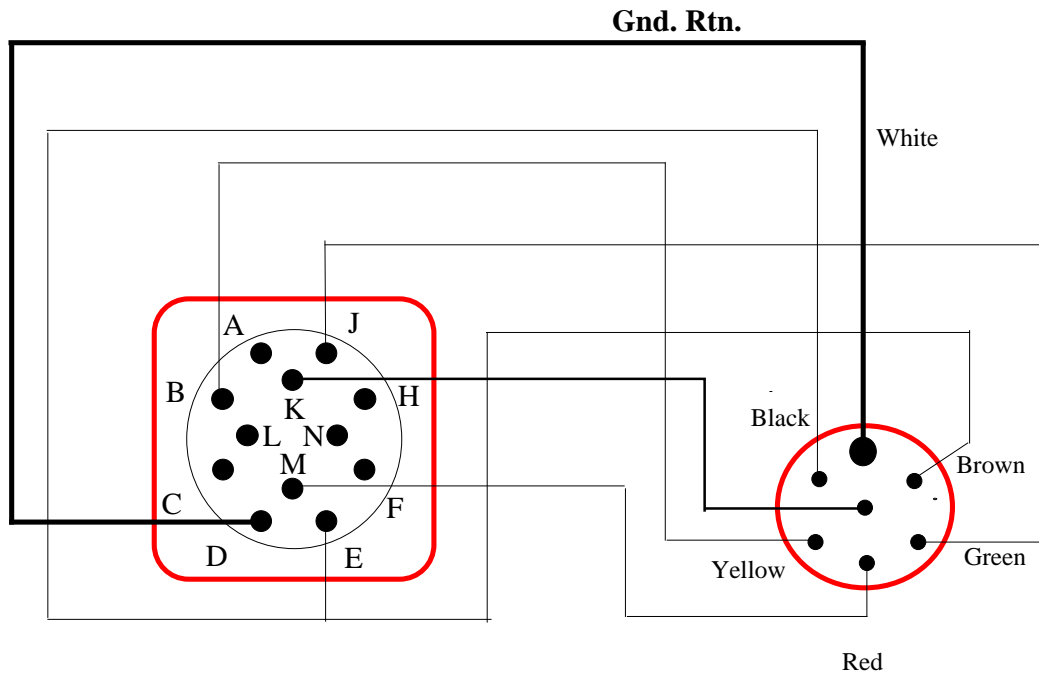 Gnd. Rtn.
White
A
J
B
H
K
Black
L N
M
Brown
C
F
D
E
Yellow
Green
Red